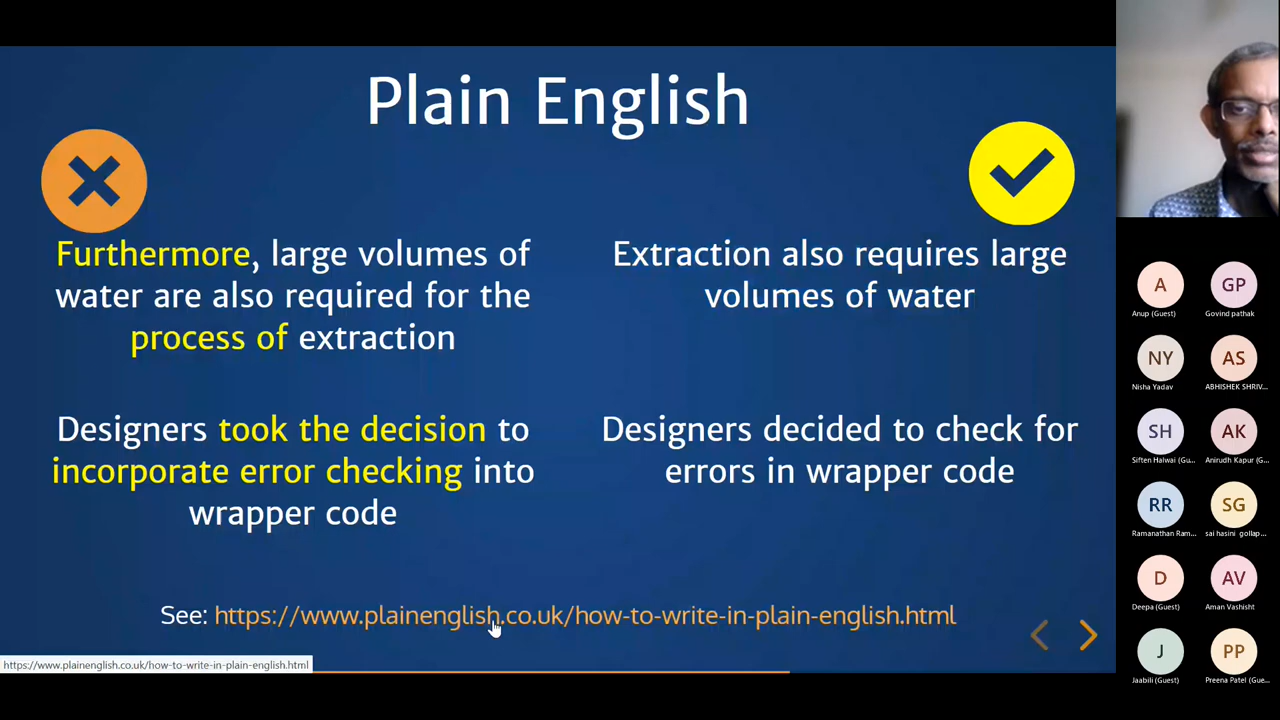 Plain English
Furthermore, large volumes of
water are also required for the
process of extraction
Extraction also requires large
volumes of water
Designers took the decision to
incorporate error checking into
wrapper code
Designers decided to check for
errors in wrapper code
See: https://www.plainenglish.co.uk/how-to-write-in-plain-english.html
https://www.plainenglish.co.uk/how-to-write-in-plain-english.html
A
Anup (Guest)
GP
Govind pathak
NY
Nisha Yadav
AS
ABHISHEK SHRIV...
SH
Siften Halwai (Gu...
AK
Anirudh Kapur (G...
RR
Ramanathan Ram...
SG
sai hasini gollap...
D
Deepa (Guest)
AV
Aman Vashisht
J
Jaabili (Guest)
PP
Preena Patel (Gue...